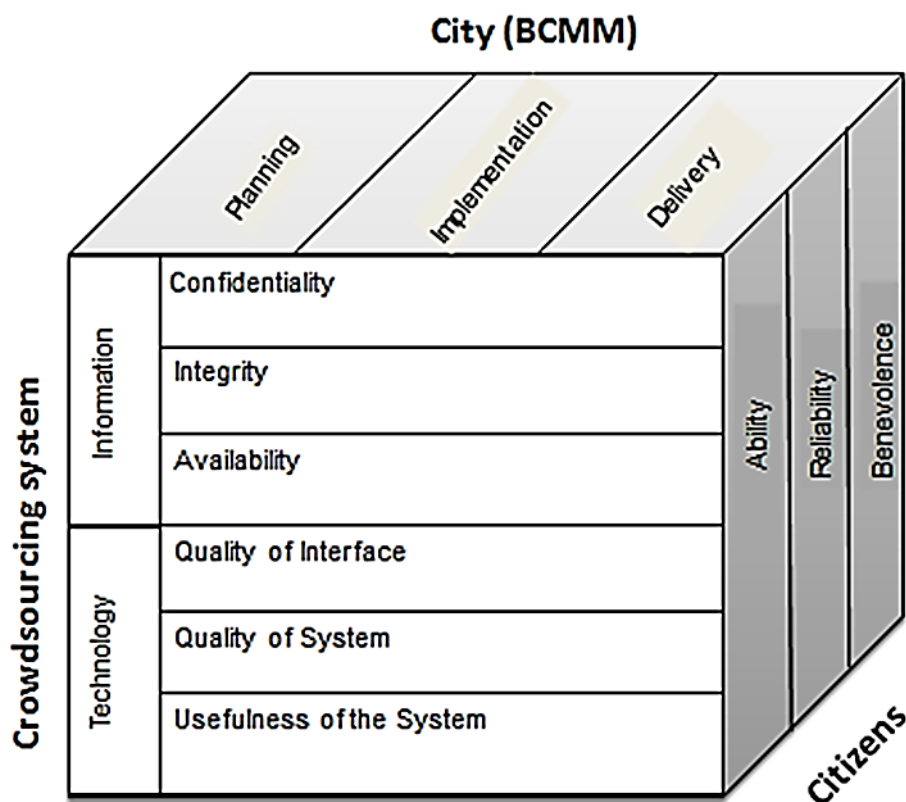 City (BCMM)
Planning
Implementation
Delivery
Crowdsourcing system
Information
Confidentiality
Integrity
Availability
Technology
Quality of Interface
Quality of System
Usefulness of the System
Ability
Reliability
Benevolence
Citizens